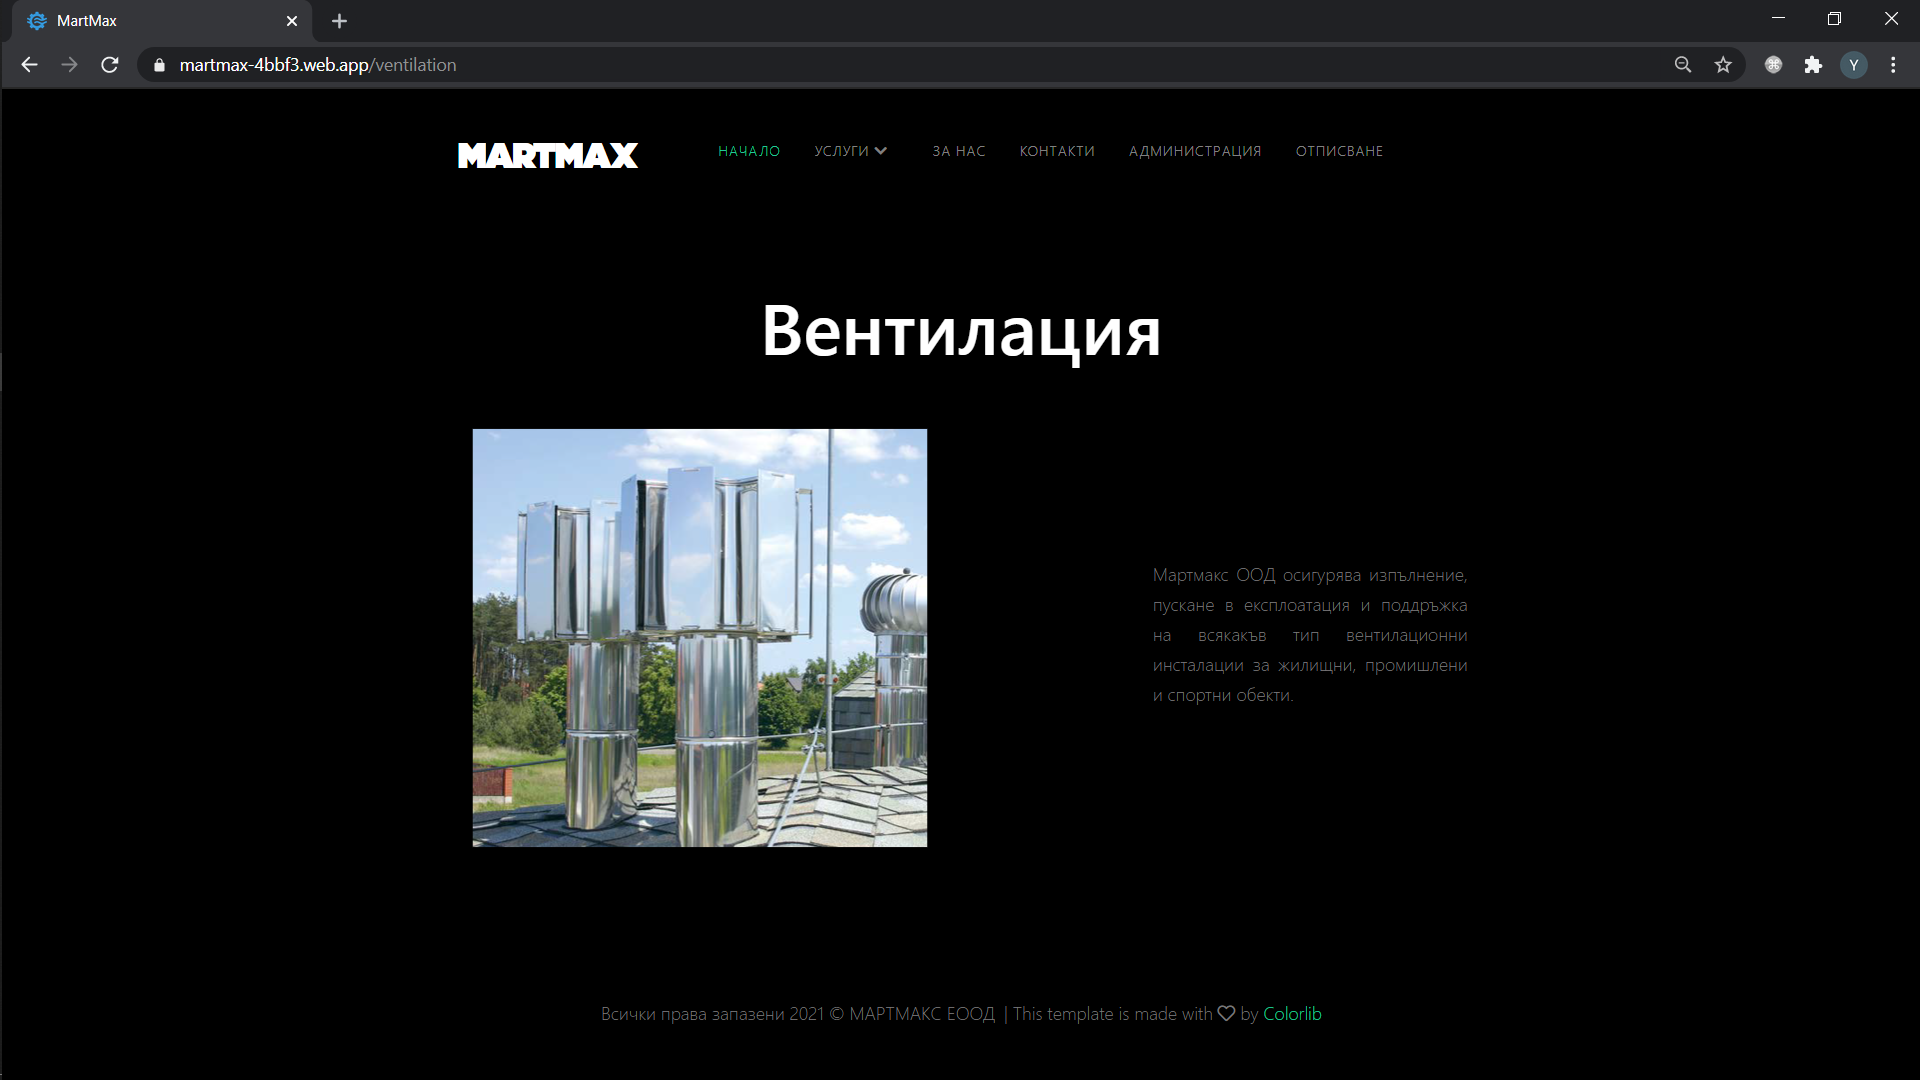 MartMax
martmax-4bbf3.web.app/ventilation
Y
MARTMAX
НАЧАЛО УСЛУГИ ЗА НАС КОНТАКТИ АДМИНИСТРАЦИЯ ОТПИСВАНЕ
Вентилация
Мартмакс ООД осигурява изпълнение,
пускане в експлоатация и поддръжка
на всякакъв тип вентилационни
инсталации за жилищни, промишлени
и спортни обекти.
Всички права запазени 2021 © МАРТМАКС ЕООД | This template is made with ♡ by Colorlib